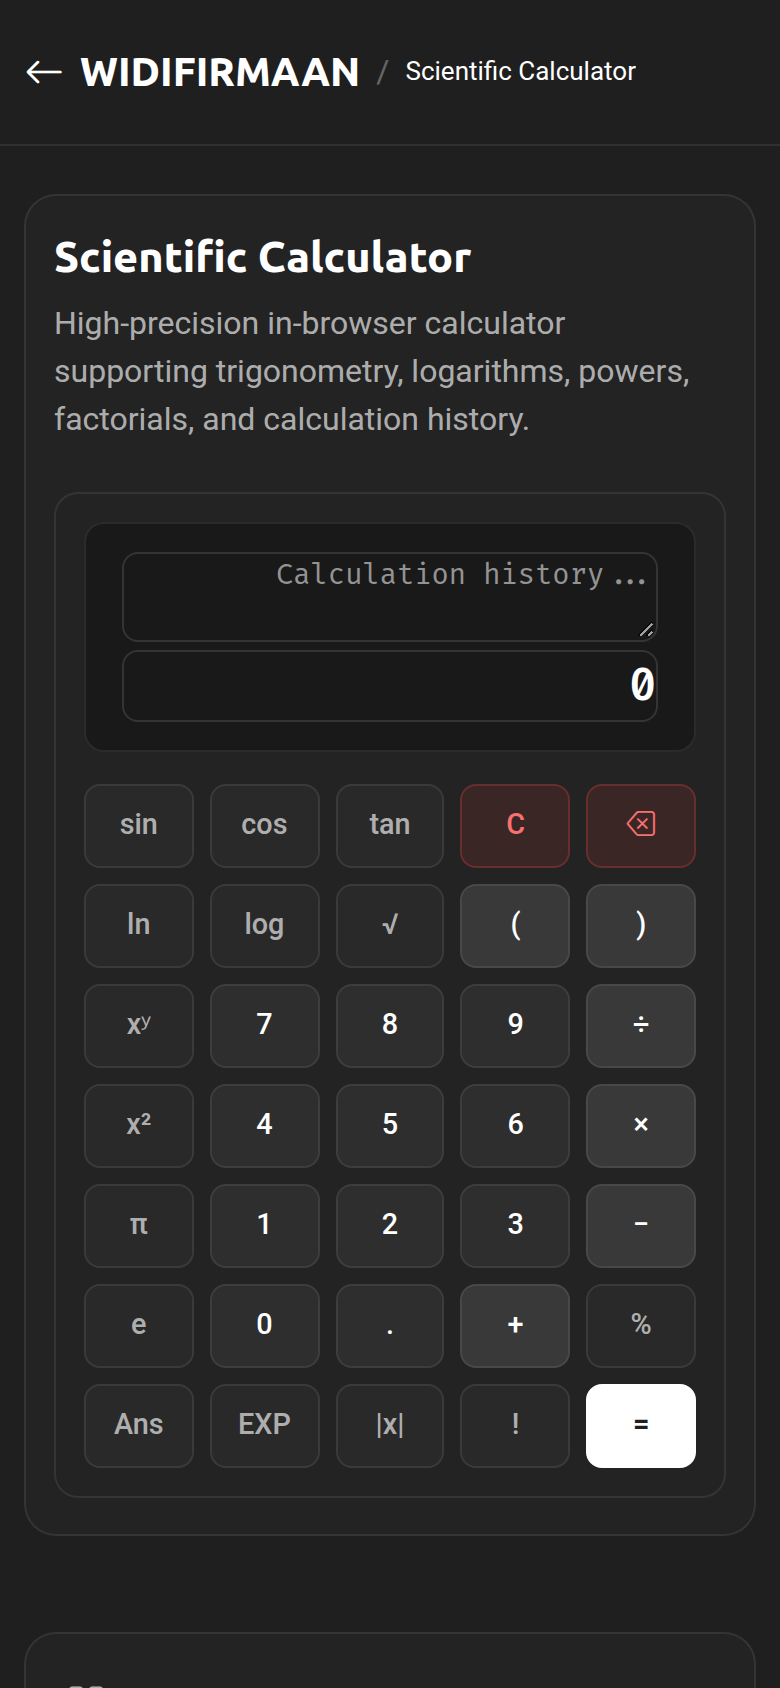 WIDIFIRMAAN / Scientific Calculator
Scientific Calculator
High-precision in-browser calculator
supporting trigonometry, logarithms, powers,
factorials, and calculation history.
Calculation history...
0
sin cos tan C
ln log √ ( )
xʸ 7 8 9 ÷
x² 4 5 6 ×
π 1 2 3 −
e 0 . + %
Ans EXP |x| ! =